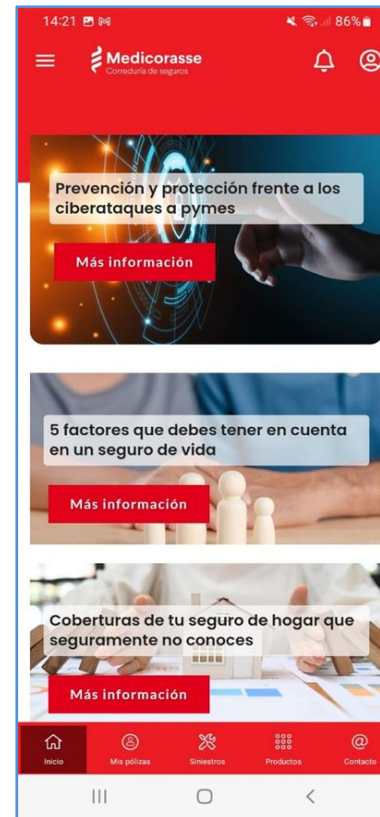 14:21 86%
Medicorasse
Correduría de seguros
Prevención y protección frente a los
ciberataques a pymes
Más información
5 factores que debes tener en cuenta
en un seguro de vida
Más información
Coberturas de tu seguro de hogar que
seguramente no conoces
Más información
Inicio Mis pólizas Siniestros Productos Contacto